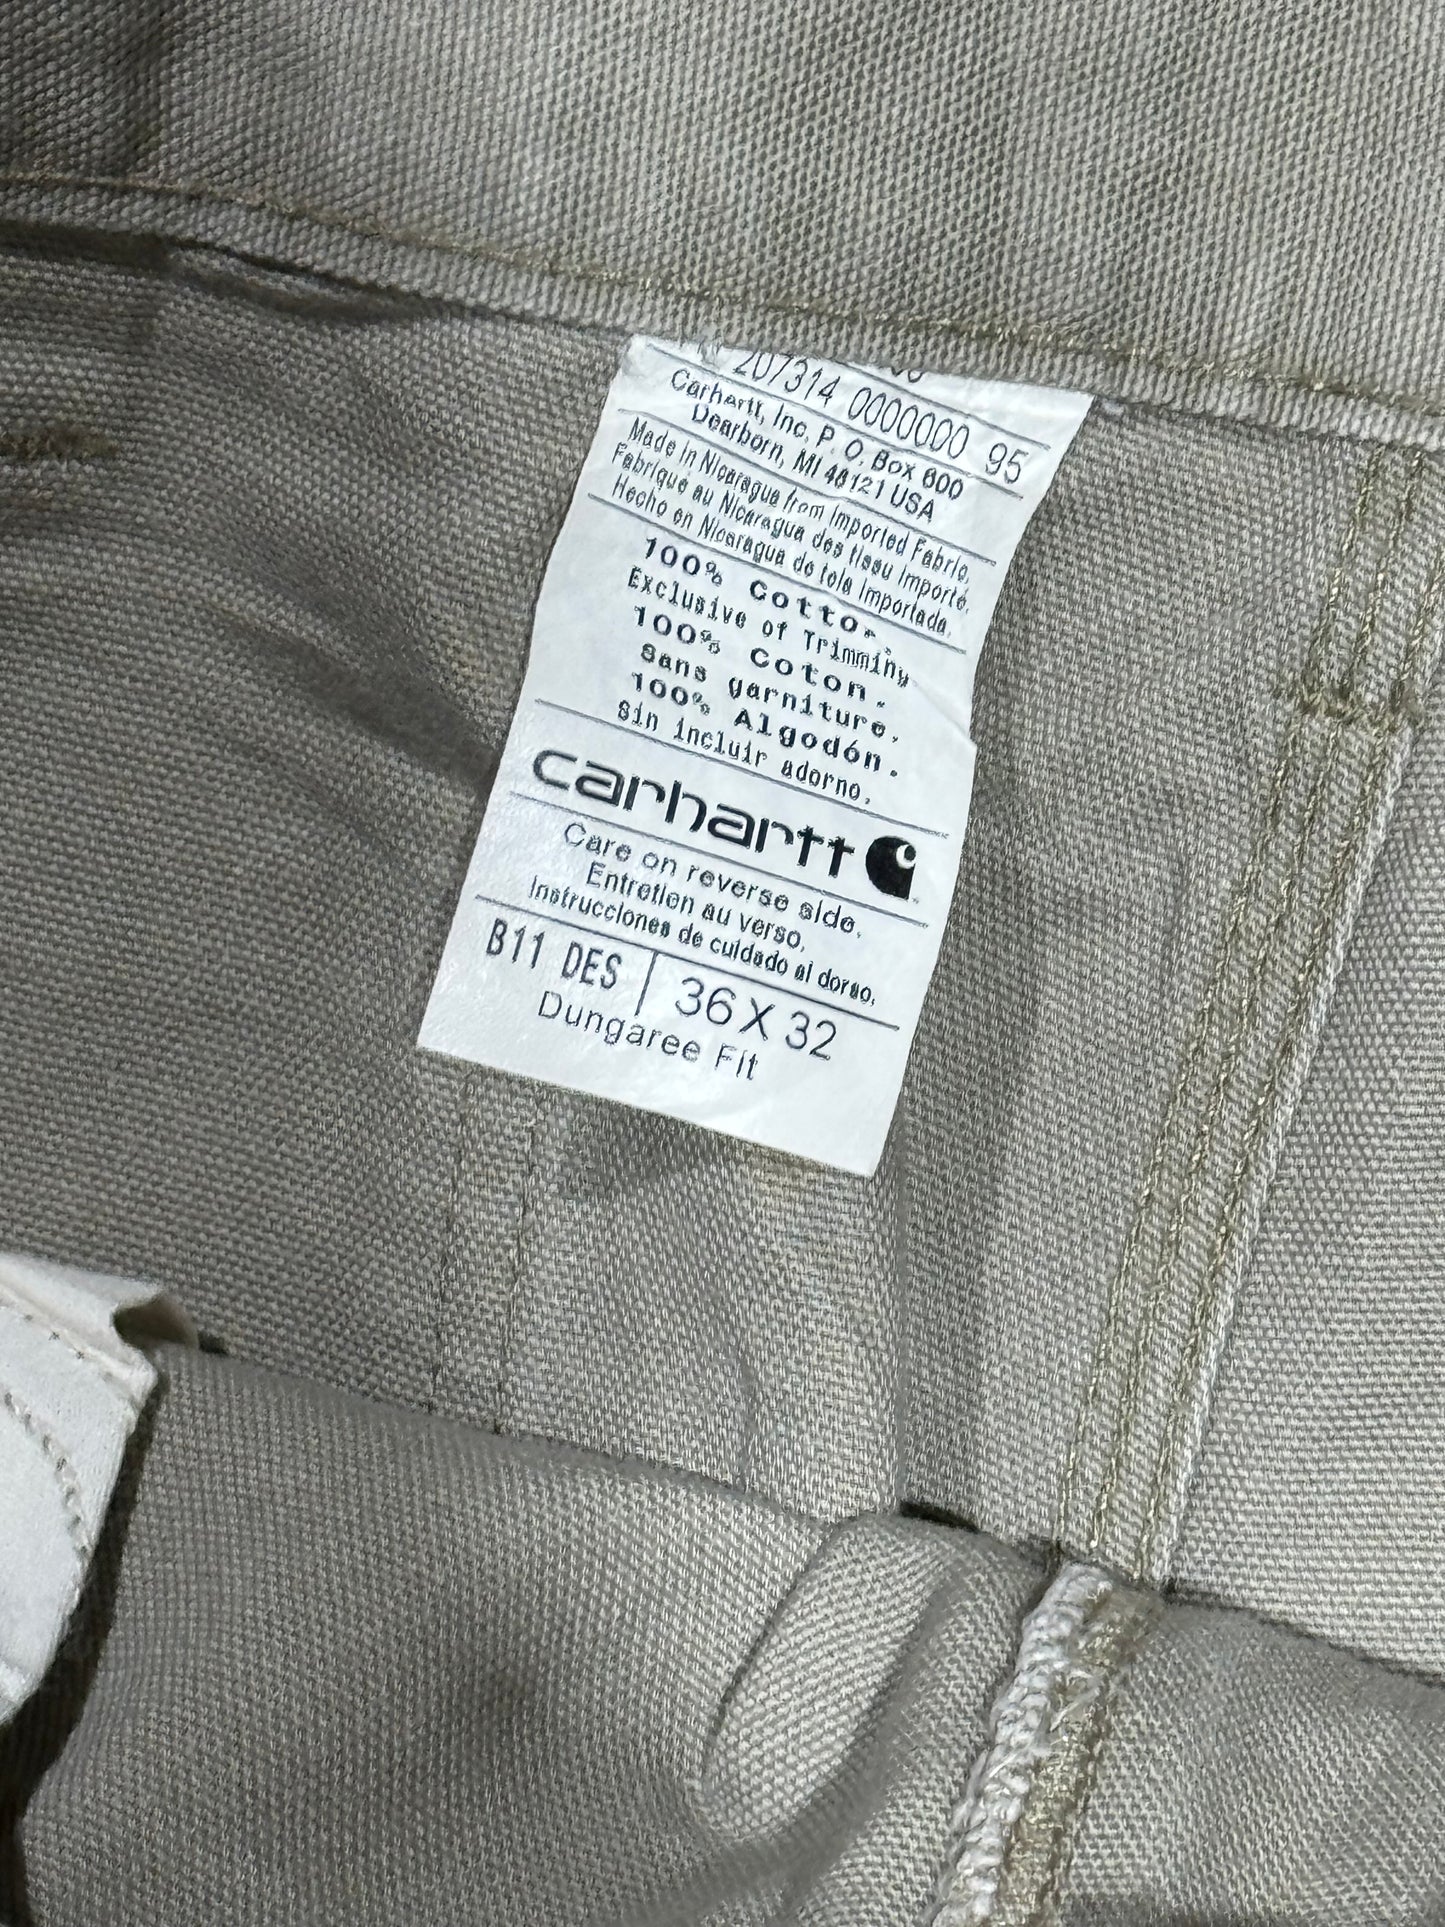 207314 0000000 95
Carhartt, Inc. P. O. Box 600
Dearborn, MI 48121 USA
Made in Nicaragua from Imported Fabric.
Fabrique au Nicaragua des tissu Importé.
Hecho en Nicaragua de tela Importada.
100% Cotton.
Exclusive of Trimming
100% Coton.
Sans garniture.
100% Algodón.
Sin incluir adorno.
carhartt
Care on reverse side.
Entretien au verso.
Instrucciones de cuidado al dorso.
B11 DES | 36 X 32
Dungaree Fit